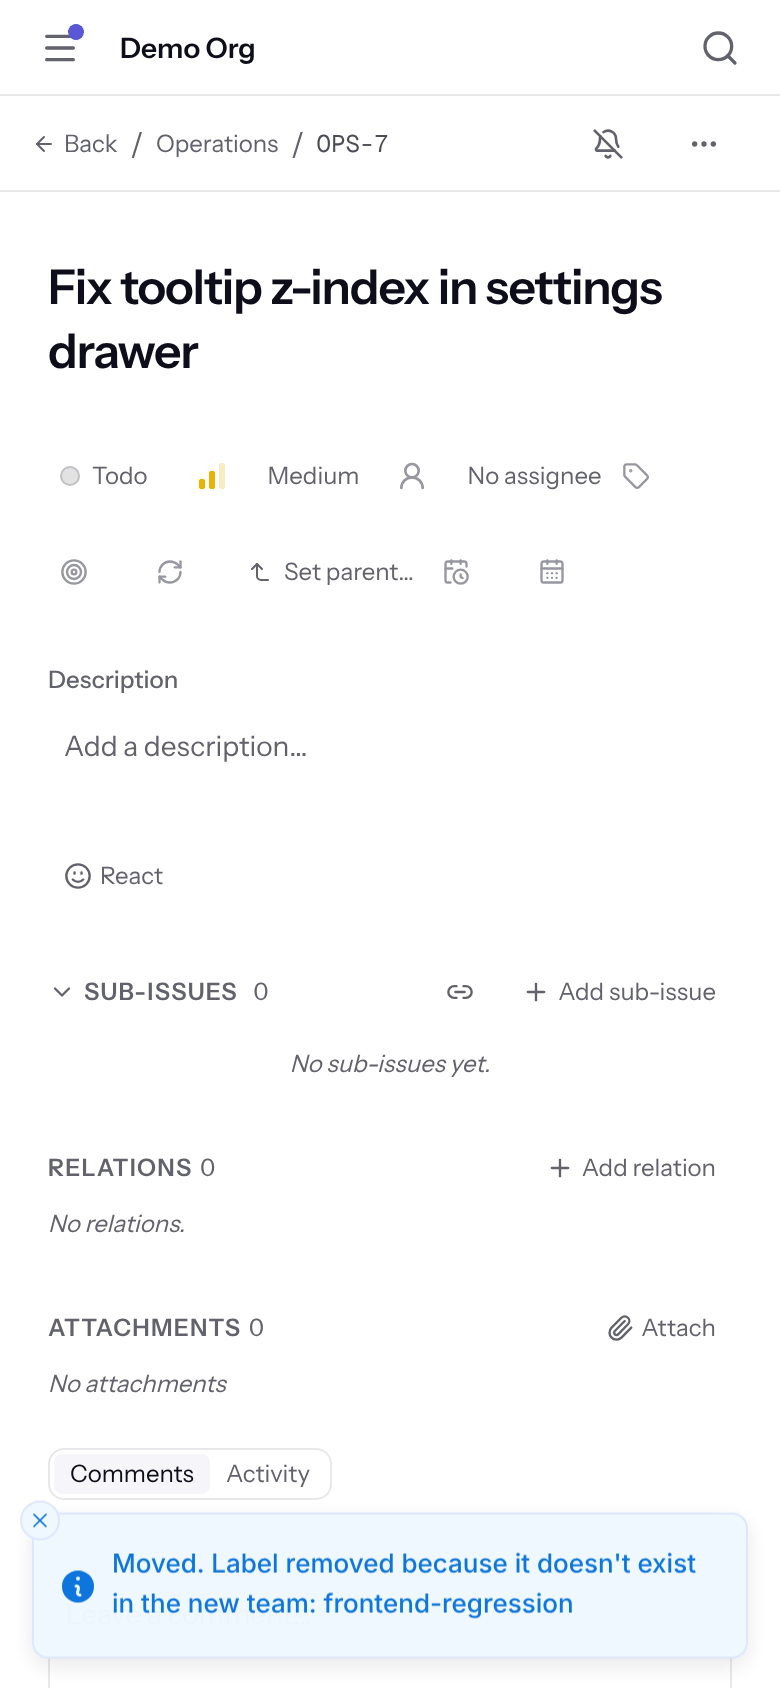 Demo Org
Back / Operations / OPS-7
Fix tooltip z-index in settings
drawer
Todo Medium No assignee
Set parent...
Description
Add a description...
React
SUB-ISSUES 0 Add sub-issue
No sub-issues yet.
RELATIONS 0 Add relation
No relations.
ATTACHMENTS 0 Attach
No attachments
Comments Activity
Moved. Label removed because it doesn't exist
in the new team: frontend-regression